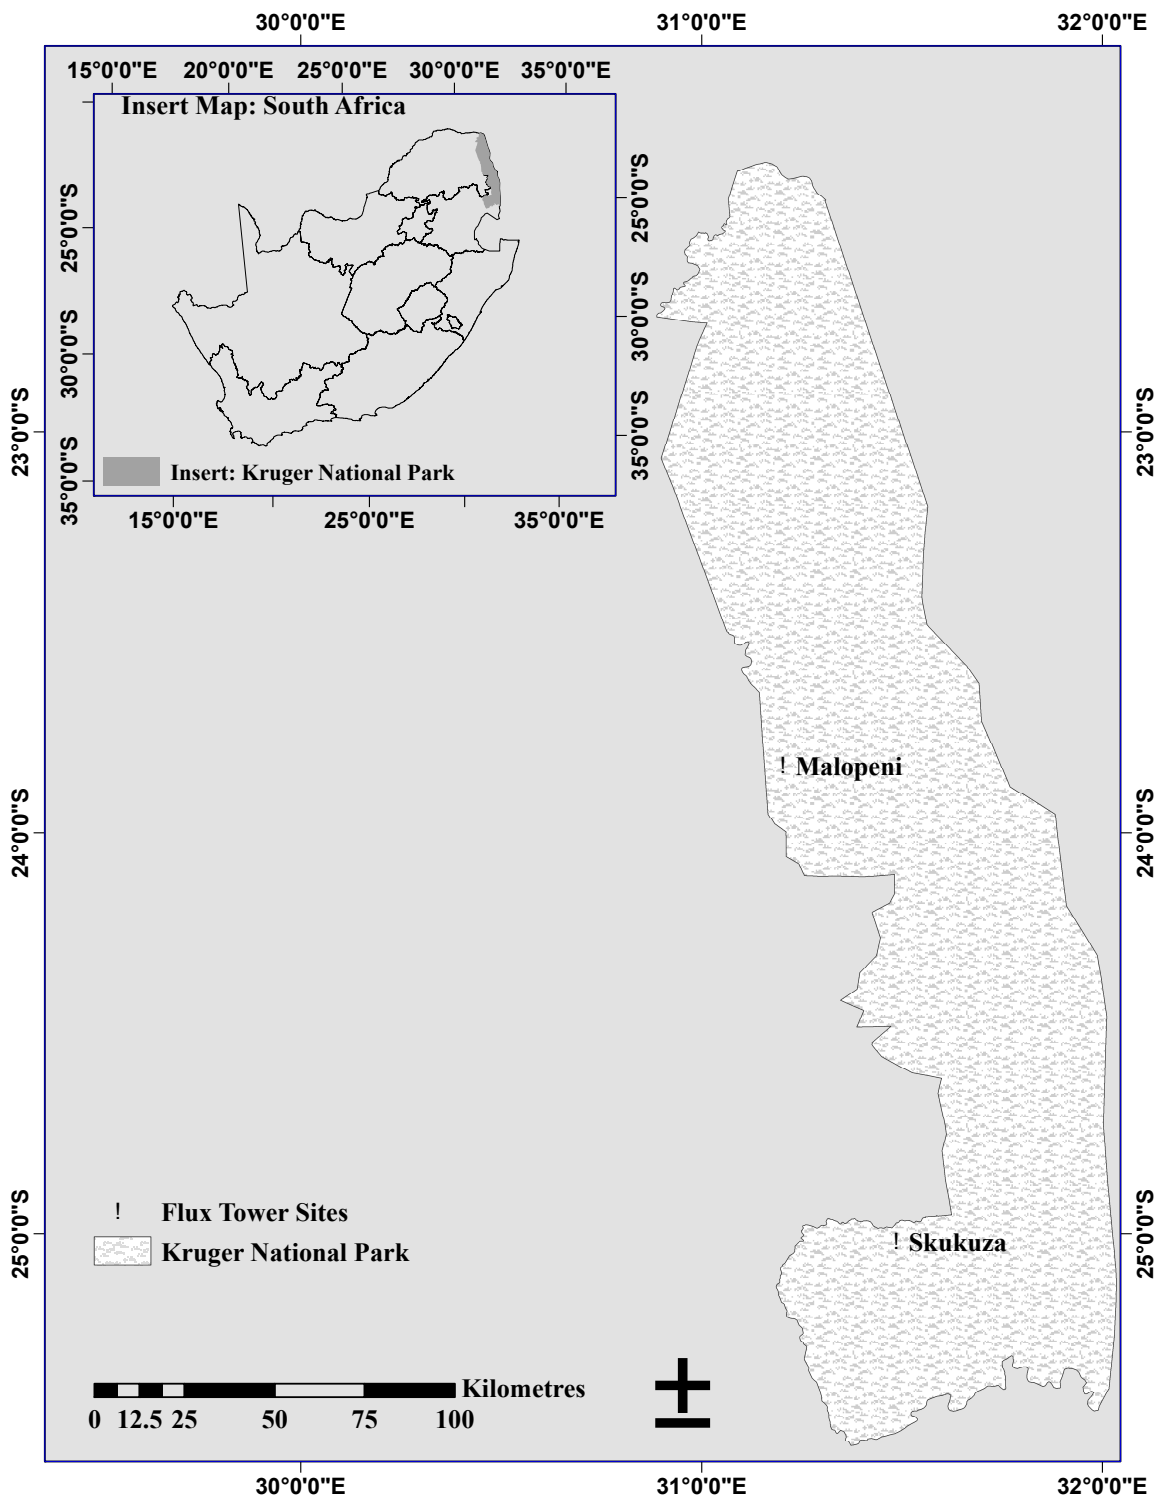 30°0'0"E 31°0'0"E 32°0'0"E
15°0'0"E 20°0'0"E 25°0'0"E 30°0'0"E 35°0'0"E
Insert Map: South Africa
25°0'0"S
30°0'0"S
35°0'0"S
25°0'0"S
30°0'0"S
35°0'0"S
Insert: Kruger National Park
15°0'0"E 25°0'0"E 35°0'0"E
23°0'0"S
23°0'0"S
! Malopeni
24°0'0"S
24°0'0"S
! Flux Tower Sites
Kruger National Park
! Skukuza
25°0'0"S
25°0'0"S
Kilometres
0 12.5 25 50 75 100
±
30°0'0"E 31°0'0"E 32°0'0"E